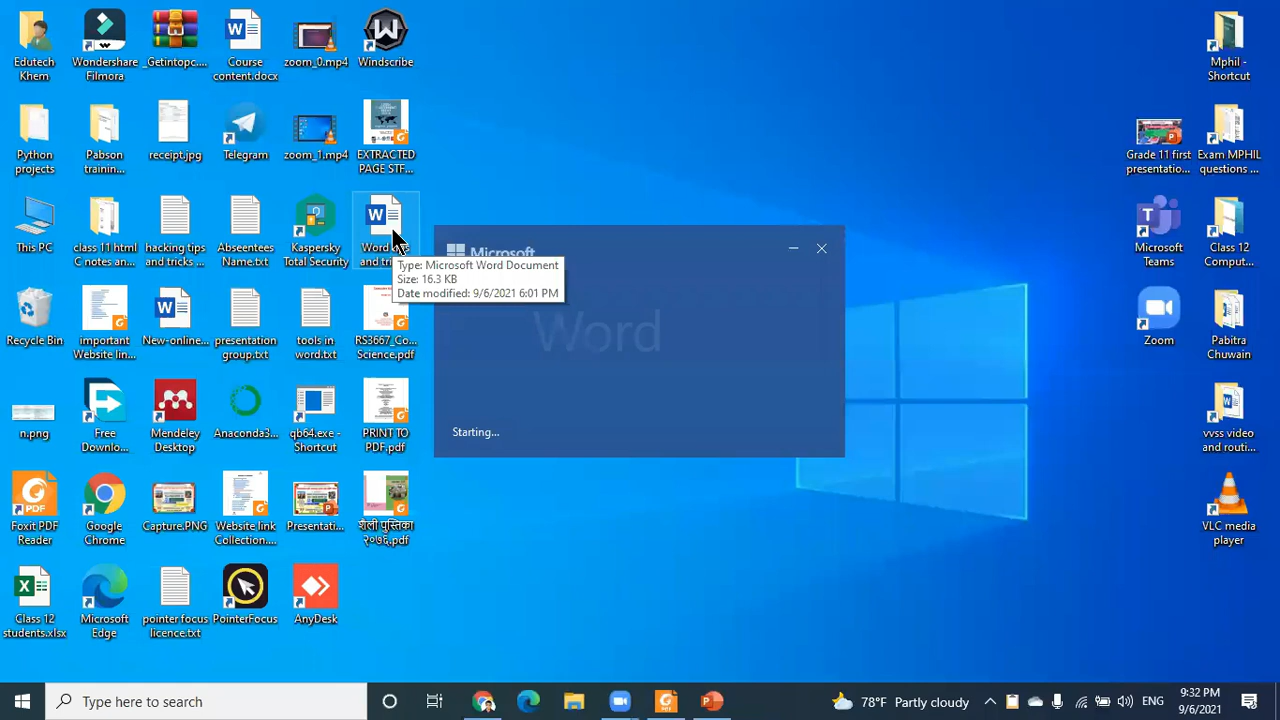 Edutech
Khem
Wondershare
Filmora
_Getintopc....
Course
content.docx
zoom_0.mp4
Windscribe
Mphil -
Shortcut
Python
projects
Pabson
trainin...
receipt.jpg
Telegram
zoom_1.mp4
EXTRACTED
PAGE STF...
Grade 11 first
presentatio...
Exam MPHIL
questions ...
This PC
class 11 html
C notes an...
hacking tips
and tricks ...
Abseentees
Name.txt
Kaspersky
Total Security
Word
and tri
Microsoft
Type: Microsoft Word Document
Size: 16.3 KB
Date modified: 9/6/2021 6:01 PM
Word
Starting...
Microsoft
Teams
Class 12
Comput...
Recycle Bin
important
Website lin...
New-online...
presentation
group.txt
tools in
word.txt
RS3667_Co...
Science.pdf
Zoom
Pabitra
Chuwain
n.png
Free
Downlo...
Mendeley
Desktop
Anaconda3...
qb64.exe -
Shortcut
PRINT TO
PDF.pdf
vvss video
and routi...
PDF
Foxit PDF
Reader
Google
Chrome
Capture.PNG
Website link
Collection....
Presentati...
शैली पुस्तिका
२०७६.pdf
VLC media
player
Class 12
students.xlsx
Microsoft
Edge
pointer focus
licence.txt
PointerFocus
AnyDesk
Type here to search
78°F Partly cloudy
ENG
9:32 PM
9/6/2021